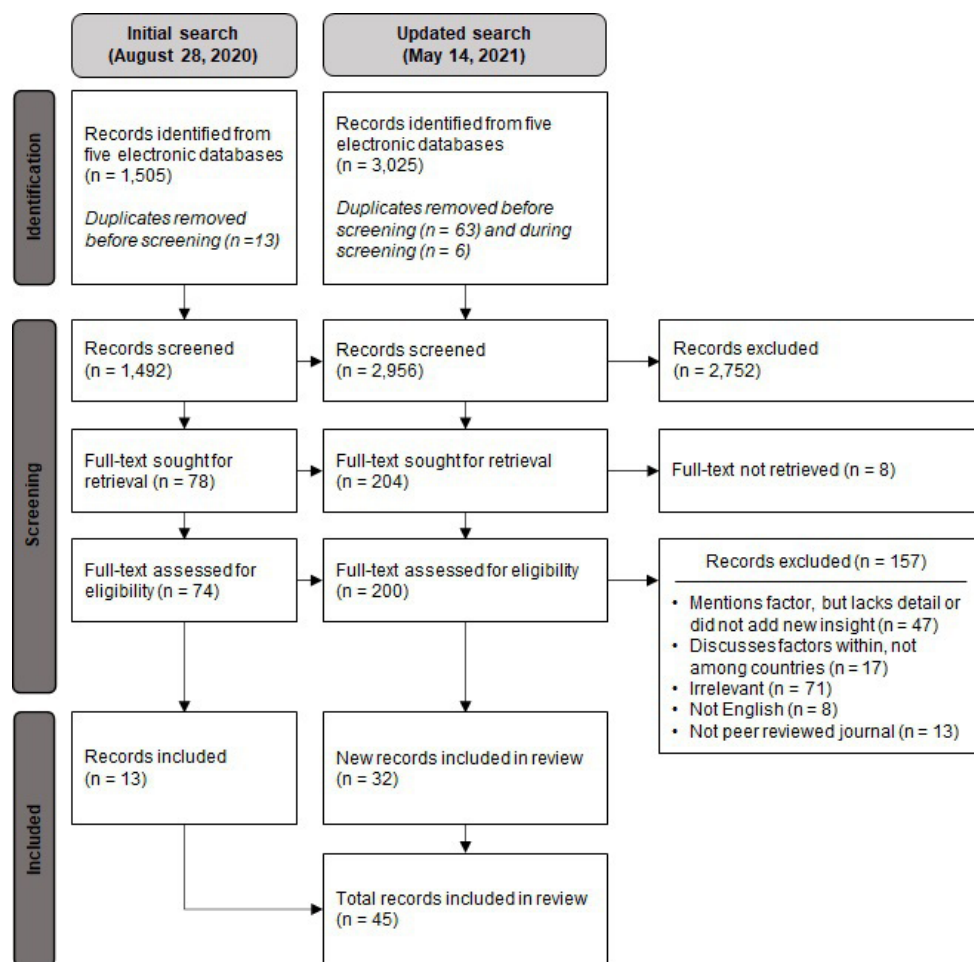 Initial search
(August 28, 2020)
Updated search
(May 14, 2021)
Identification
Records identified from
five electronic databases
(n = 1,505)
Duplicates removed
before screening (n =13)
Records identified from five
electronic databases
(n = 3,025)
Duplicates removed before
screening (n = 63) and during
screening (n = 6)
Screening
Records screened
(n = 1,492)
Records screened
(n = 2,956)
Records excluded
(n = 2,752)
Full-text sought for
retrieval (n = 78)
Full-text sought for retrieval
(n = 204)
Full-text not retrieved (n = 8)
Full-text assessed for
eligibility (n = 74)
Full-text assessed for eligibility
(n = 200)
Records excluded (n = 157)
• Mentions factor, but lacks detail or
did not add new insight (n = 47)
• Discusses factors within, not
among countries (n = 17)
• Irrelevant (n = 71)
• Not English (n = 8)
• Not peer reviewed journal (n = 13)
Included
Records included
(n = 13)
New records included in review
(n = 32)
Total records included in review
(n = 45)